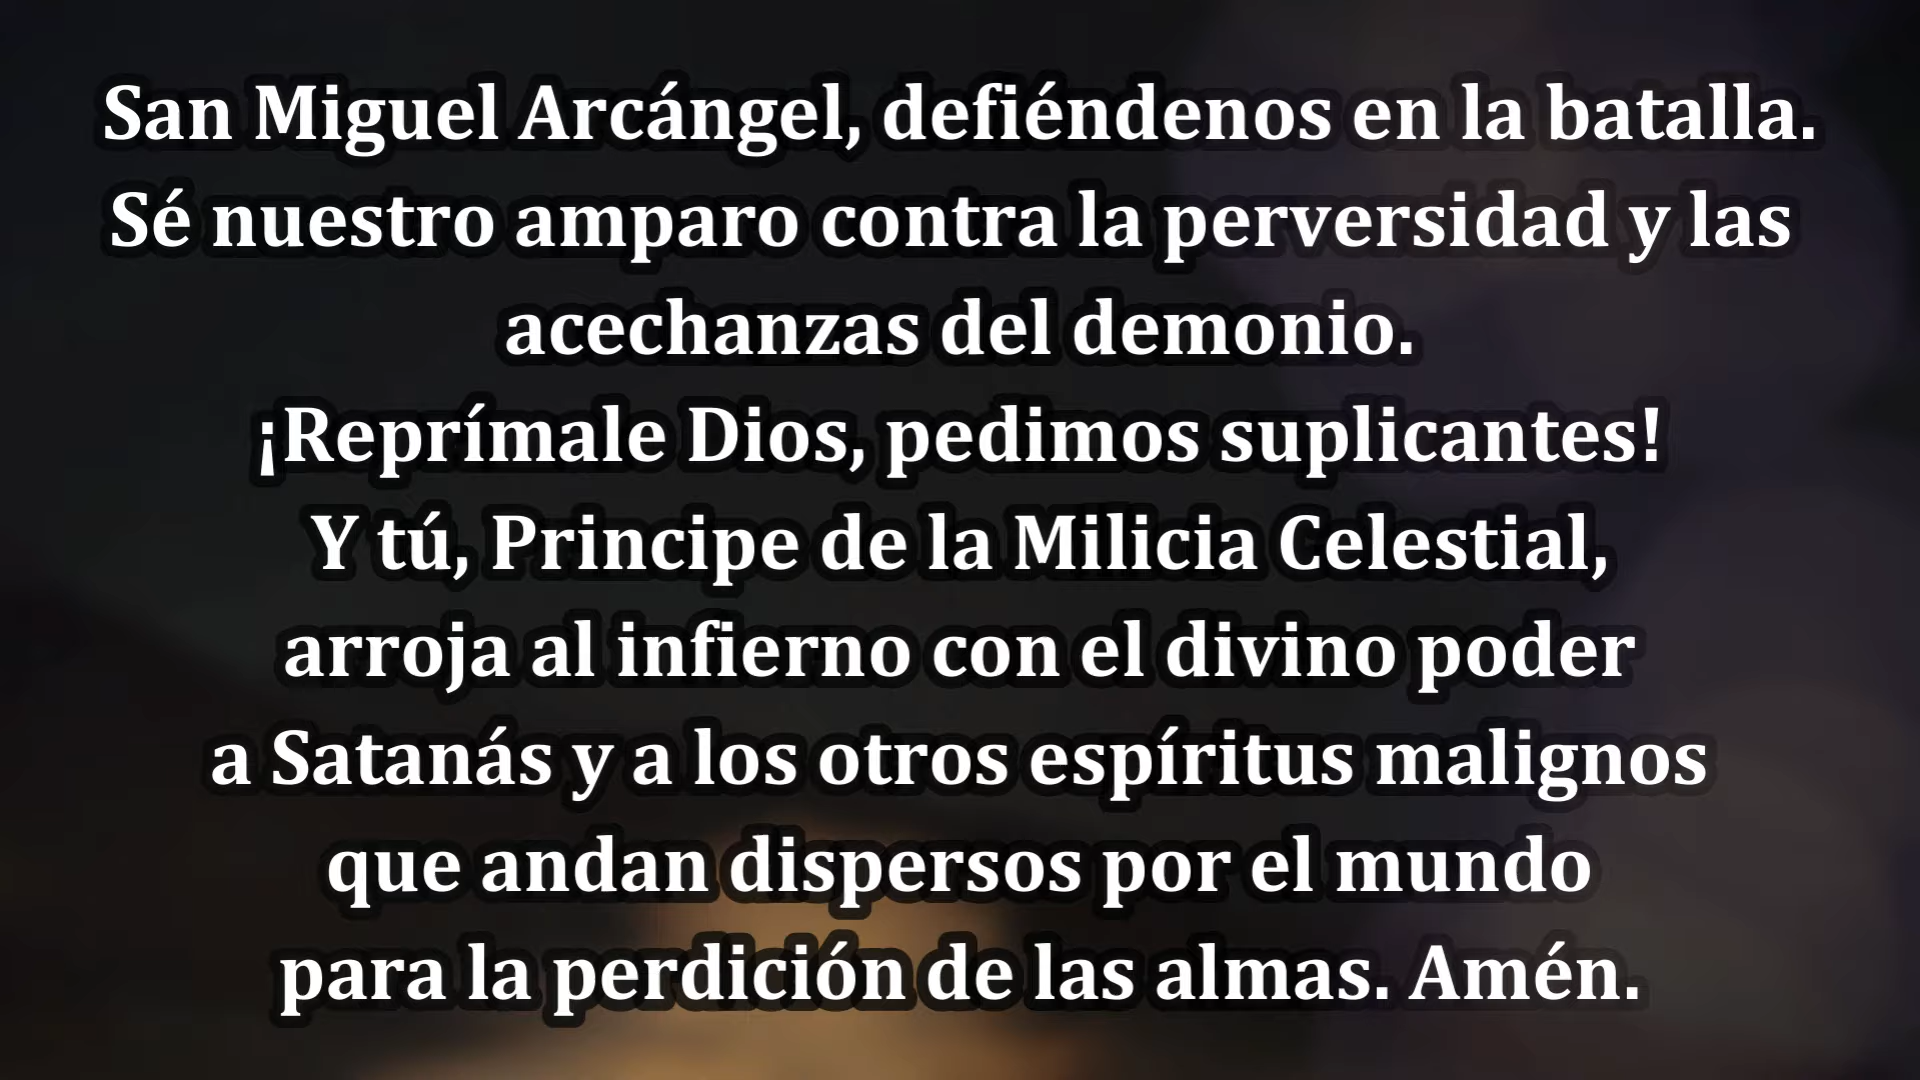 San Miguel Arcángel, defiéndenos en la batalla.
Sé nuestro amparo contra la perversidad y las
acechanzas del demonio.
¡Reprímale Dios, pedimos suplicantes!
Y tú, Principe de la Milicia Celestial,
arroja al infierno con el divino poder
a Satanás y a los otros espíritus malignos
que andan dispersos por el mundo
para la perdición de las almas. Amén.